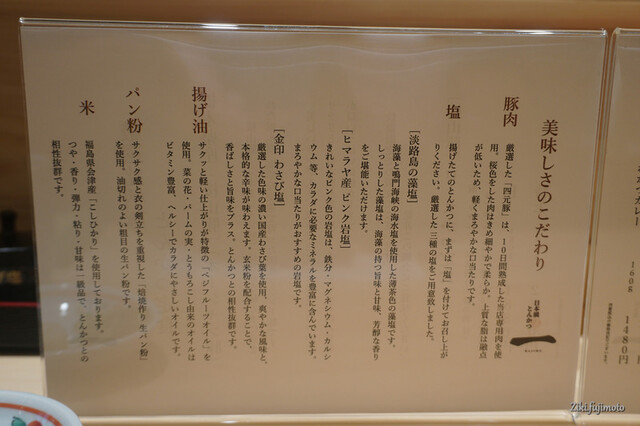 美味しさのこだわり
日本橋
とんかつ
一
HAJIME
豚肉
厳選した「四元豚」は、10日間熟成した当店専用肉を使
用。桜色をした肉はきめ細やかで柔らか。上質な脂は融点
が低いため、軽くまろやかな口当たりです。
塩
揚げたてのとんかつに、まずは「塩」を付けてお召し上が
りください。厳選した三種の塩をご用意致しました。
［淡路島の藻塩］
海藻と鳴門海峡の海水塩を使用した薄茶色の藻塩です。
しっとりした藻塩は、海藻の持つ旨味と甘味、芳醇な香り
をご堪能いただけます。
［ヒマラヤ産 ピンク岩塩］
きれいなピンク色の岩塩は、鉄分・マグネシウム・カルシ
ウム等、カラダに必要なミネラルを豊富に含んでいます。
まろやかな口当たりがおすすめの岩塩です。
［金印 わさび塩］
厳選した色味の濃い国産わさび葉を使用。爽やかな風味と、
本格的な辛味が味わえます。玄米粉を配合することで、
香ばしさと旨味をプラス。とんかつとの相性抜群です。
揚げ油
サクッと軽い仕上がりが特徴の「ベジフルーツオイル」を
使用。菜の花・パームの実・とうもろこし由来のオイルは
ビタミン豊富、ヘルシーでカラダにやさしいオイルです。
パン粉
サクサク感と衣の剣立ちを重視した「焙焼作り生パン粉」
を使用。油切れのよい粗目の生パン粉です。
米
福島県会津産「こしひかり」を使用しております。
つや・香り・弾力・粘り・甘味は一級品で、とんかつとの
相性抜群です。
カレー
160g
1480円
Ziki.fujimoto